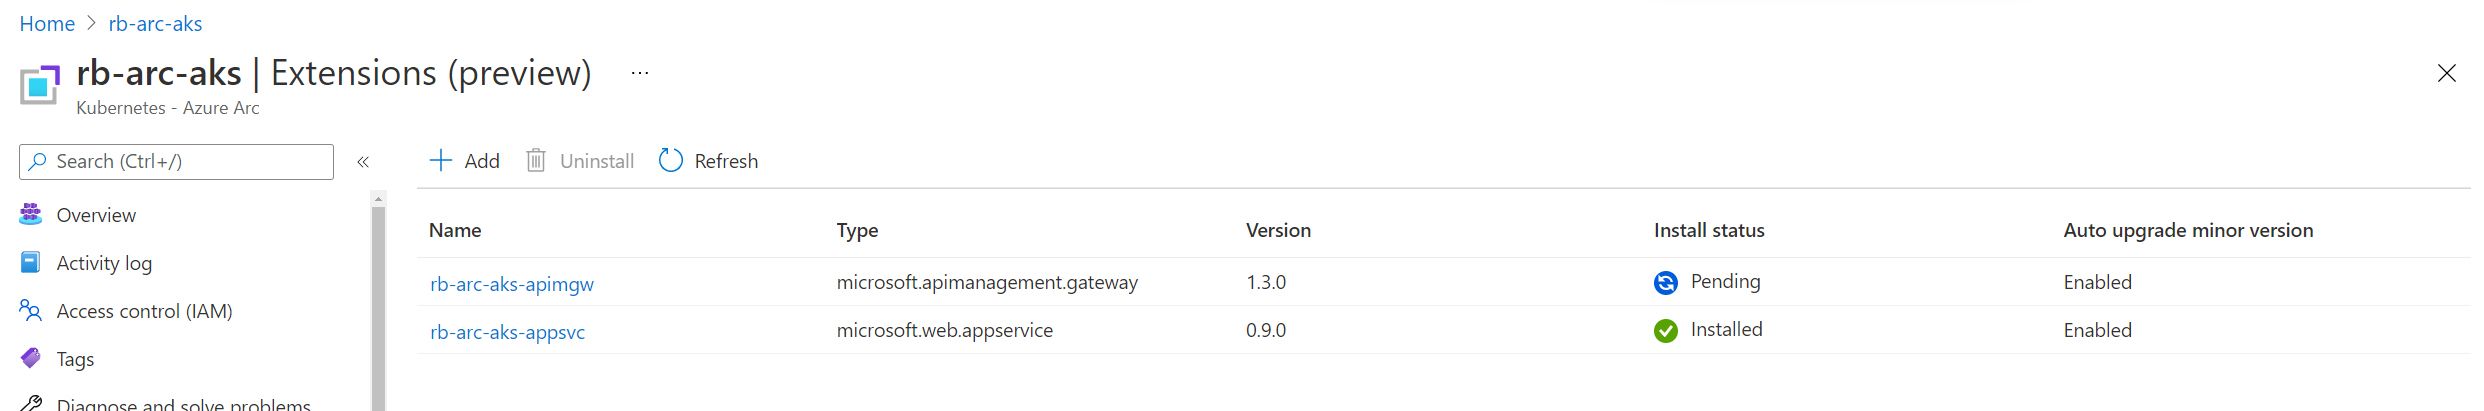 Home > rb-arc-aks
rb-arc-aks | Extensions (preview) ...
Kubernetes - Azure Arc
Search (Ctrl+/) «
Add Uninstall Refresh
Overview
Activity log
Access control (IAM)
Tags
Diagnose and solve problems
Name Type Version Install status Auto upgrade minor version
rb-arc-aks-apimgw microsoft.apimanagement.gateway 1.3.0 Pending Enabled
rb-arc-aks-appsvc microsoft.web.appservice 0.9.0 Installed Enabled